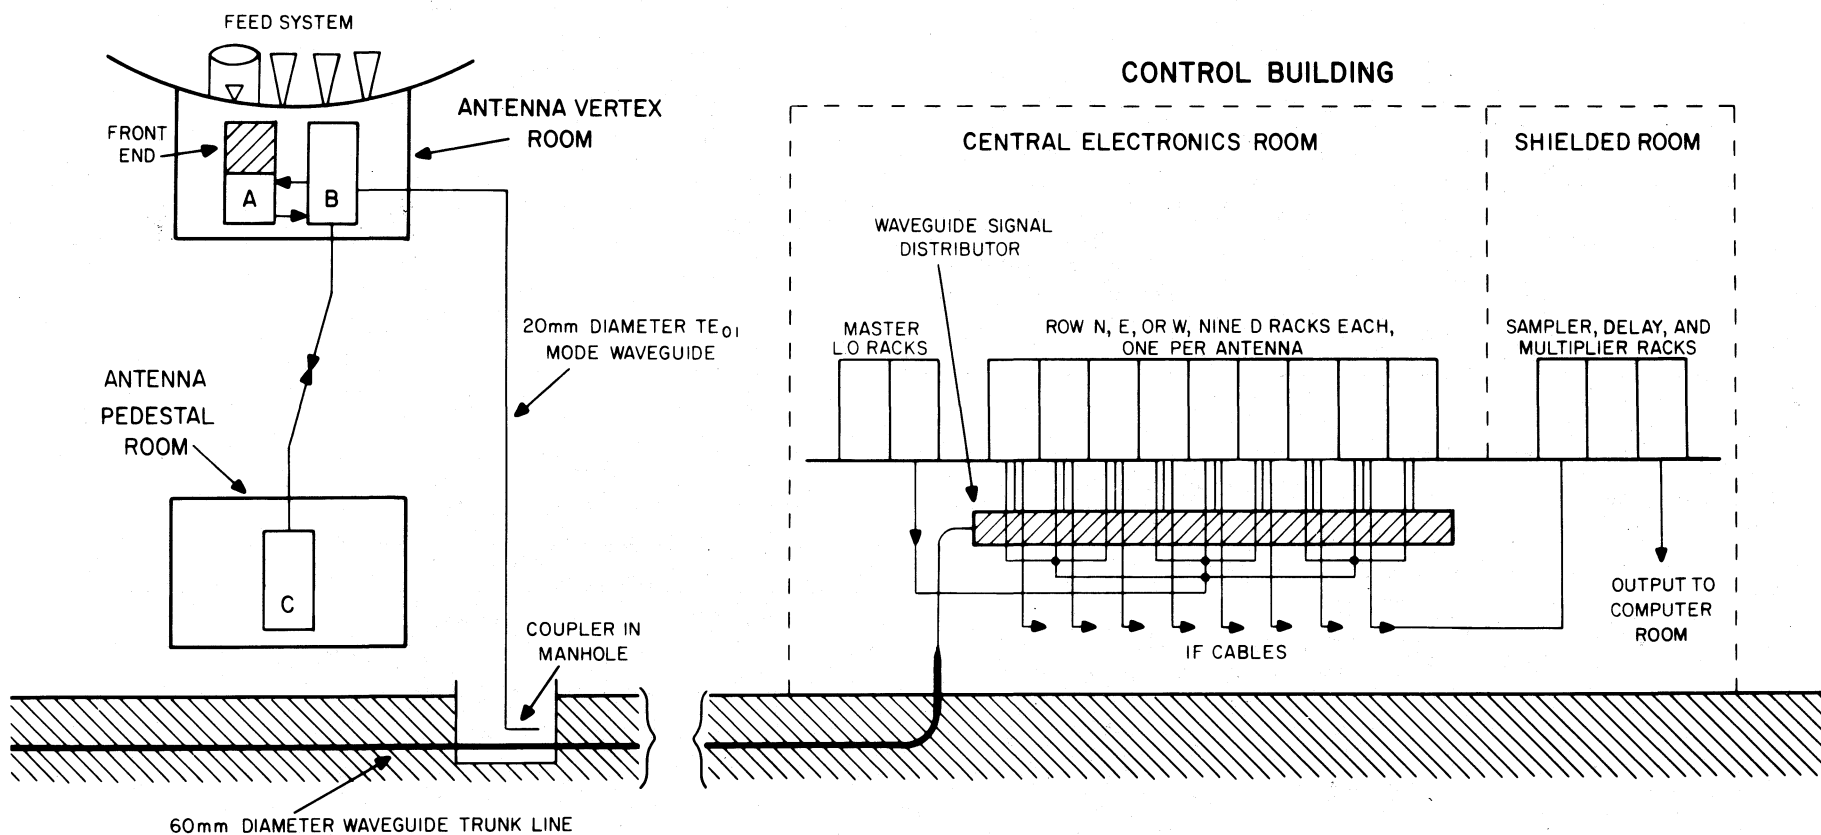 FEED SYSTEM
FRONT
END
ANTENNA VERTEX
ROOM
A
B
20mm DIAMETER TE01
MODE WAVEGUIDE
ANTENNA
PEDESTAL
ROOM
C
COUPLER IN
MANHOLE
60mm DIAMETER WAVEGUIDE TRUNK LINE
CONTROL BUILDING
CENTRAL ELECTRONICS ROOM
SHIELDED ROOM
WAVEGUIDE SIGNAL
DISTRIBUTOR
MASTER
LO RACKS
ROW N, E, OR W, NINE D RACKS EACH,
ONE PER ANTENNA
SAMPLER, DELAY, AND
MULTIPLIER RACKS
IF CABLES
OUTPUT TO
COMPUTER
ROOM